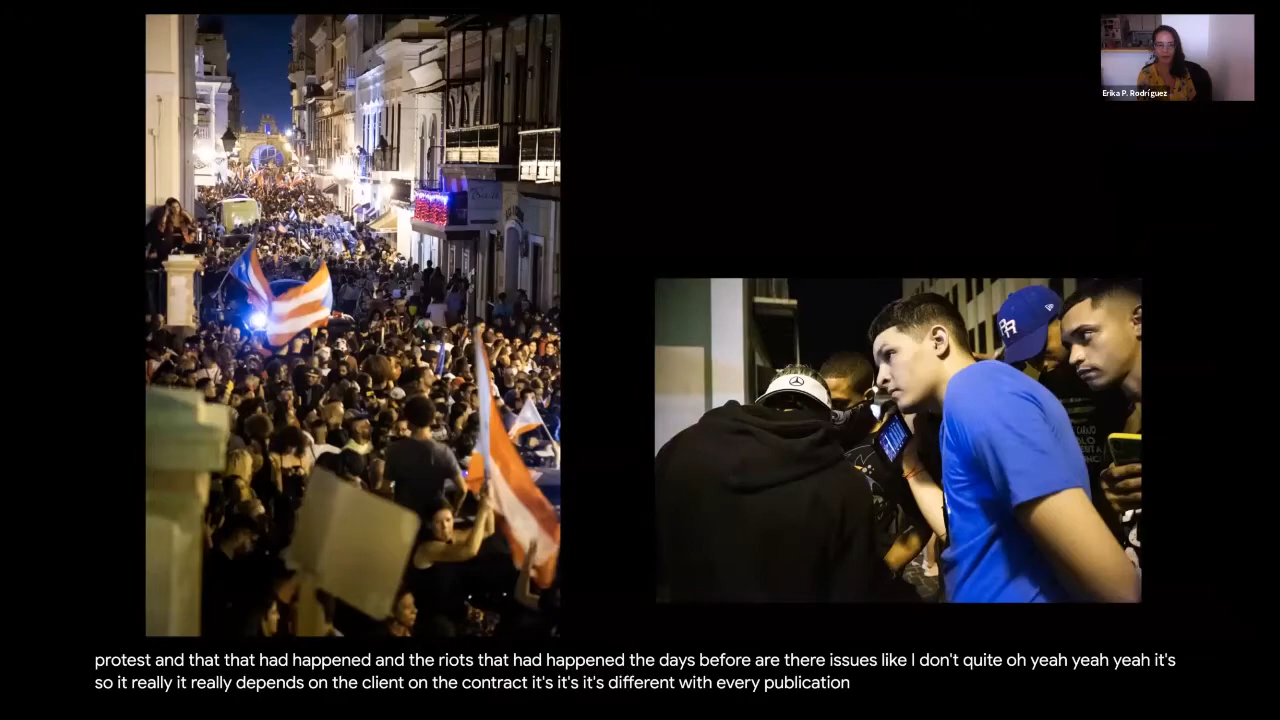 Erika P. Rodríguez
PR
protest and that that had happened and the riots that had happened the days before are there issues like I don't quite oh yeah yeah yeah it's
so it really it really depends on the client on the contract it's it's it's different with every publication